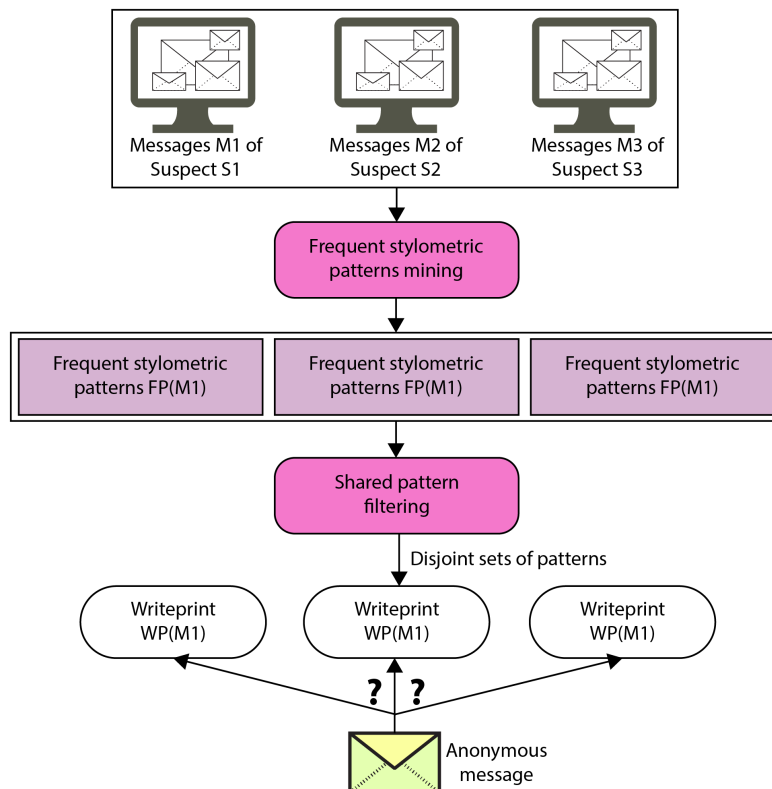 Messages M1 of
Suspect S1
Messages M2 of
Suspect S2
Messages M3 of
Suspect S3
Frequent stylometric
patterns mining
Frequent stylometric
patterns FP(M1)
Frequent stylometric
patterns FP(M1)
Frequent stylometric
patterns FP(M1)
Shared pattern
filtering
Disjoint sets of patterns
Writeprint
WP(M1)
Writeprint
WP(M1)
Writeprint
WP(M1)
? ?
Anonymous
message